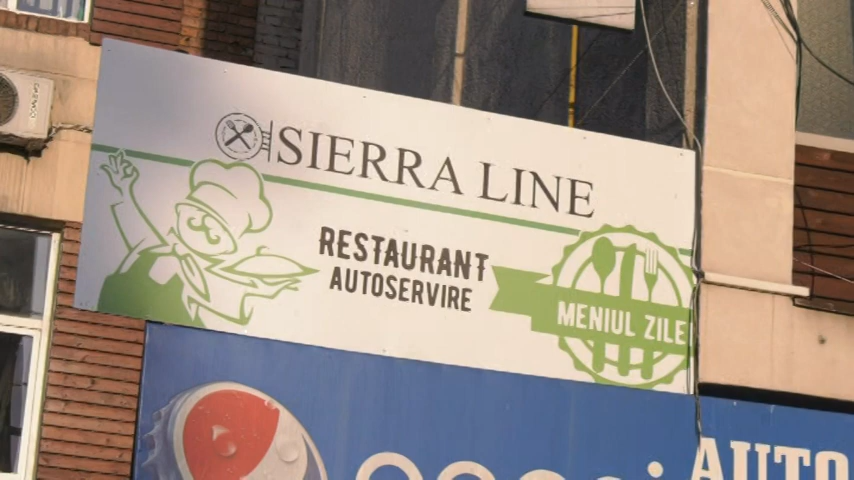 SIERRA LINE
RESTAURANT
AUTOSERVIRE
MENIUL ZILE
AUTO